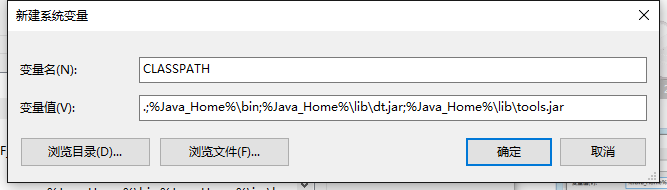 新建系统变量
变量名(N):
CLASSPATH
变量值(V):
.;%Java_Home%\bin;%Java_Home%\lib\dt.jar;%Java_Home%\lib\tools.jar
浏览目录(D)...
浏览文件(F)...
确定
取消